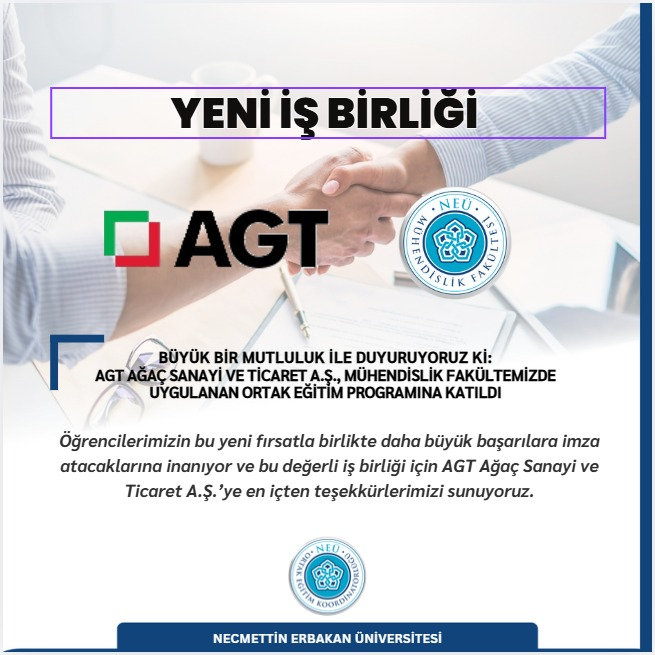 YENİ İŞ BİRLİĞİ
AGT
NEÜ
MÜHENDİSLİK FAKÜLTESİ
BÜYÜK BİR MUTLULUK İLE DUYURUYORUZ Kİ:
AGT AĞAÇ SANAYİ VE TİCARET A.Ş., MÜHENDİSLİK FAKÜLTEMİZDE
UYGULANAN ORTAK EĞİTİM PROGRAMINA KATILDI
Öğrencilerimizin bu yeni fırsatla birlikte daha büyük başarılara imza
atacaklarına inanıyor ve bu değerli iş birliği için AGT Ağaç Sanayi ve
Ticaret A.Ş.'ye en içten teşekkürlerimizi sunuyoruz.
NEÜ
ORTAK EĞİTİM KOORDİNATÖRLÜĞÜ
NECMETTİN ERBAKAN ÜNİVERSİTESİ